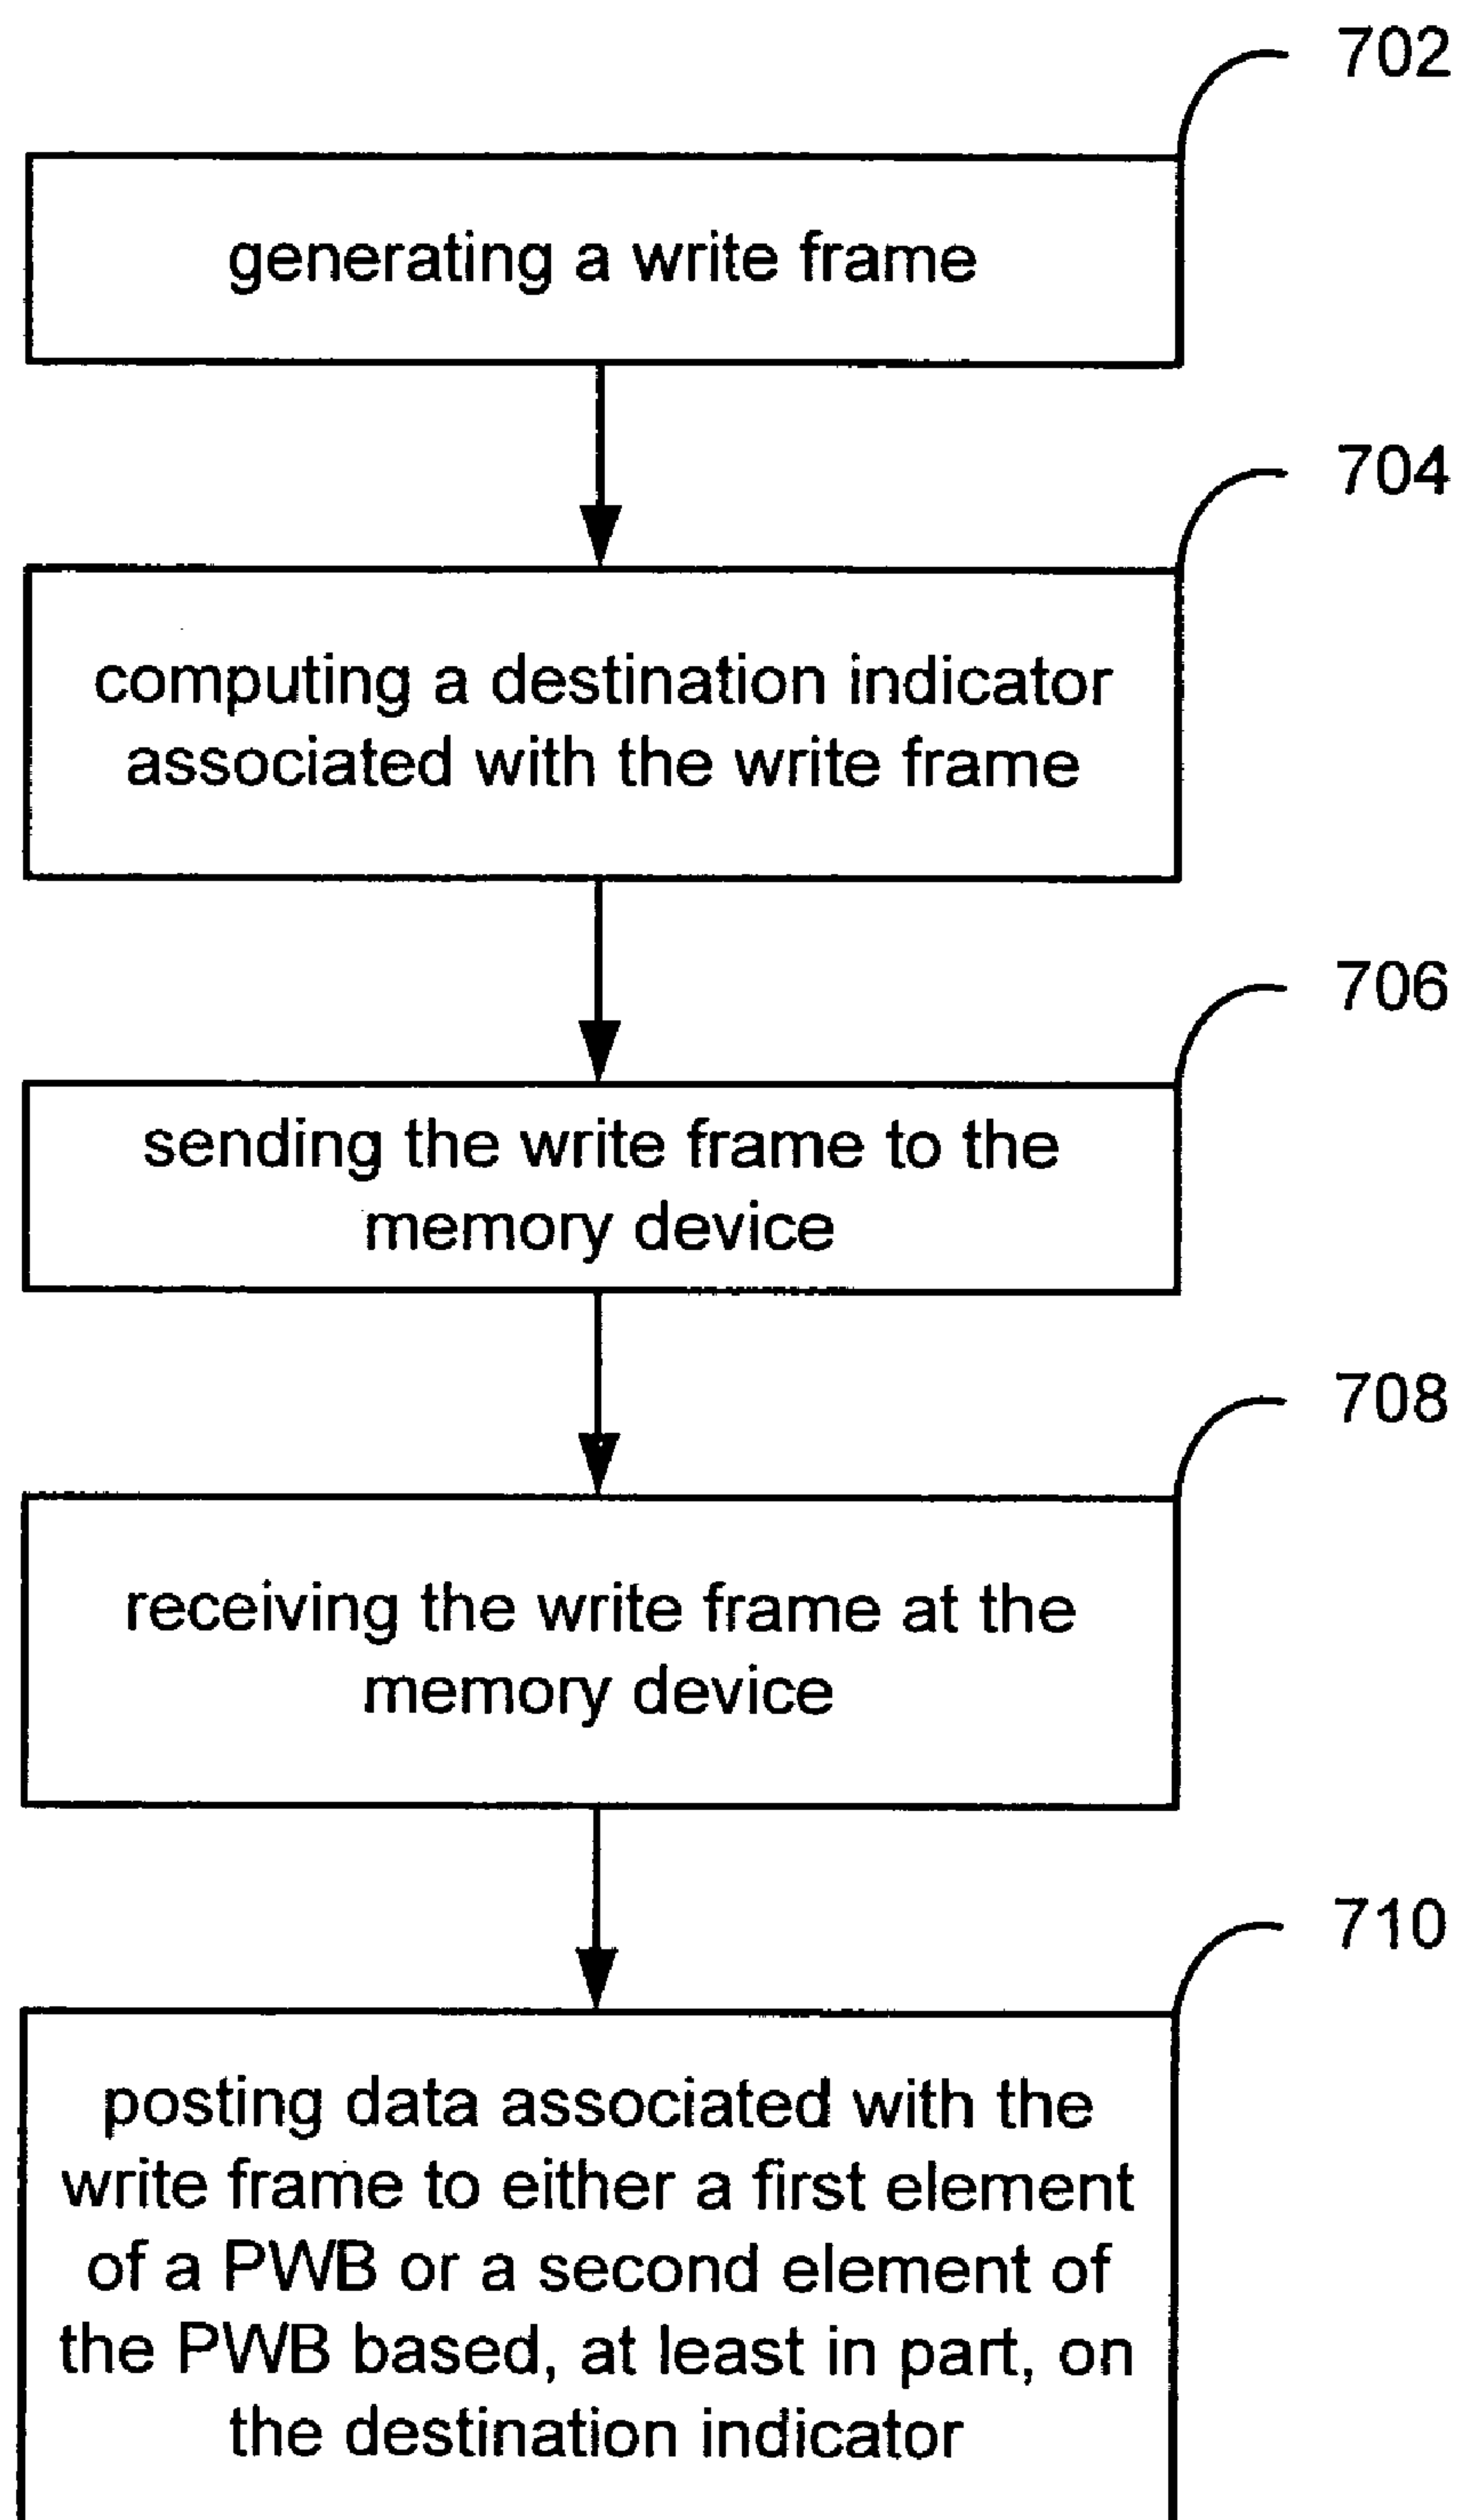 702
generating a write frame
704
computing a destination indicator
associated with the write frame
706
sending the write frame to the
memory device
708
receiving the write frame at the
memory device
710
posting data associated with the
write frame to either a first element
of a PWB or a second element of
the PWB based, at least in part, on
the destination indicator